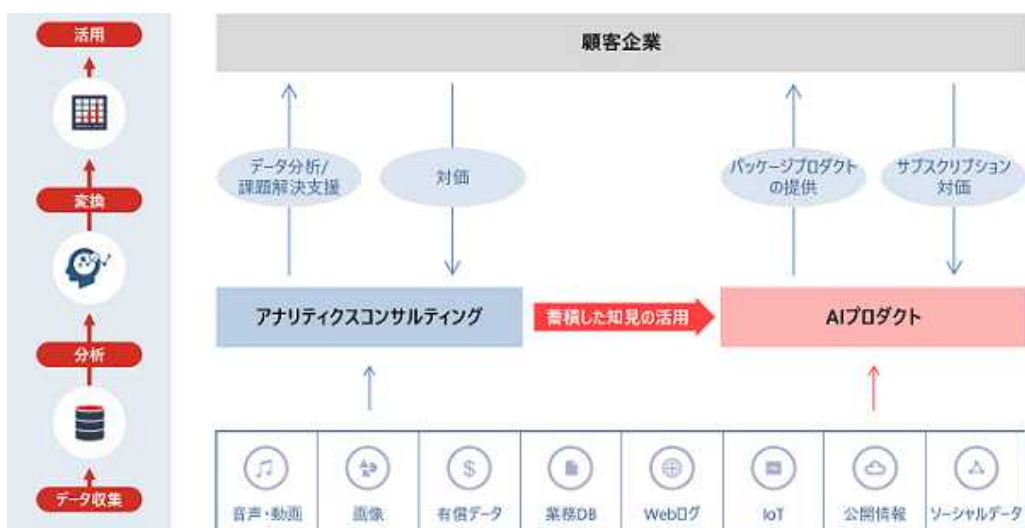 活用
変換
分析
データ収集
顧客企業
データ分析/
課題解決支援
対価
パッケージプロダクト
の提供
サブスクリプション
対価
アナリティクスコンサルティング
蓄積した知見の活用
AIプロダクト
音声・動画
画像
有償データ
業務DB
Webログ
IoT
公開情報
ソーシャルデータ